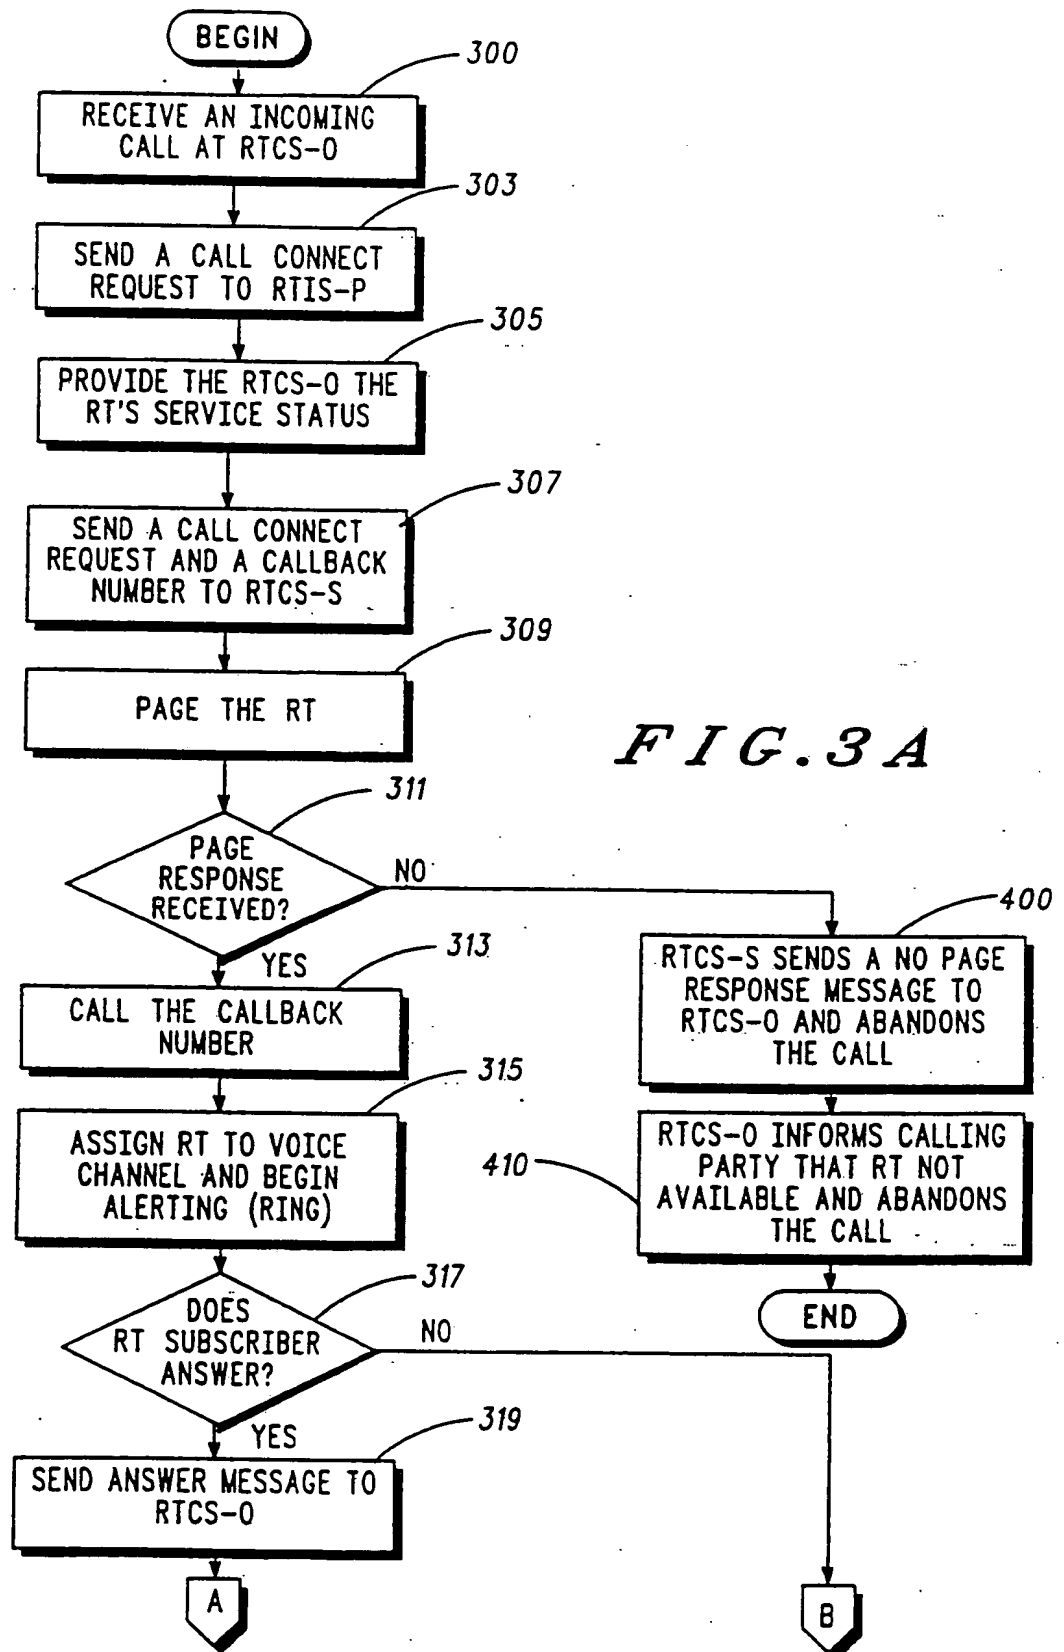 BEGIN
300
RECEIVE AN INCOMING
CALL AT RTCS-O
303
SEND A CALL CONNECT
REQUEST TO RTIS-P
305
PROVIDE THE RTCS-O THE
RT'S SERVICE STATUS
307
SEND A CALL CONNECT
REQUEST AND A CALLBACK
NUMBER TO RTCS-S
309
PAGE THE RT
FIG.3A
311
PAGE
RESPONSE
RECEIVED?
NO
YES
313
CALL THE CALLBACK
NUMBER
400
RTCS-S SENDS A NO PAGE
RESPONSE MESSAGE TO
RTCS-O AND ABANDONS
THE CALL
315
ASSIGN RT TO VOICE
CHANNEL AND BEGIN
ALERTING (RING)
410
RTCS-O INFORMS CALLING
PARTY THAT RT NOT
AVAILABLE AND ABANDONS
THE CALL
END
317
DOES
RT SUBSCRIBER
ANSWER?
NO
YES
319
SEND ANSWER MESSAGE TO
RTCS-O
A
B